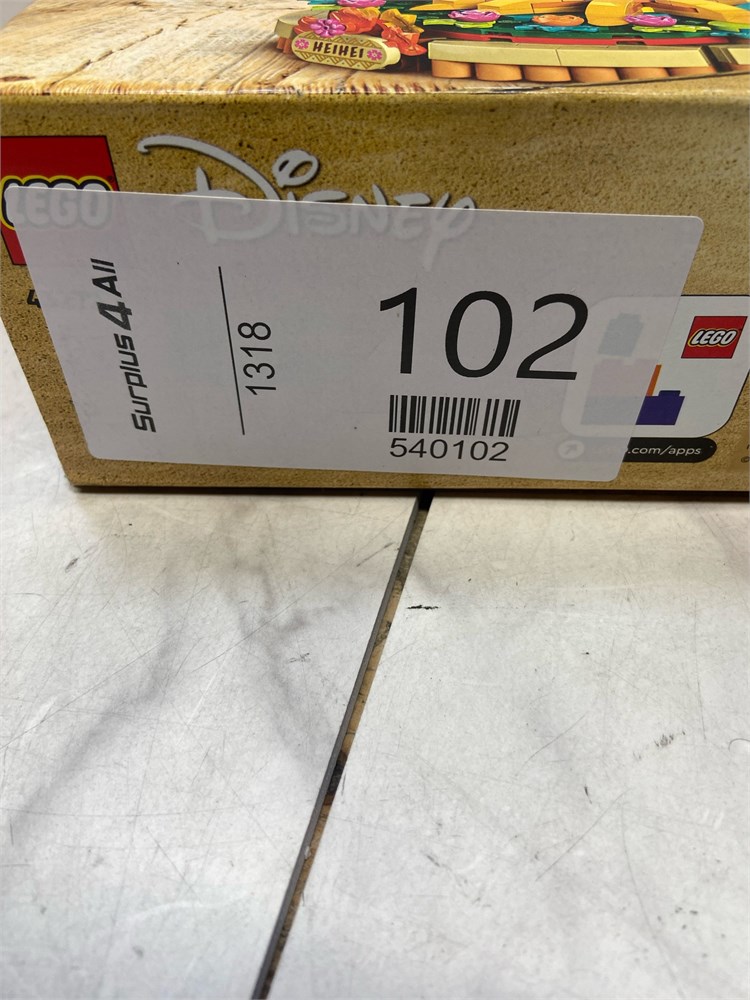 HEIHEI
LEGO
DISNEY
Surplus 4 All
1318
102
540102
LEGO
.com/apps